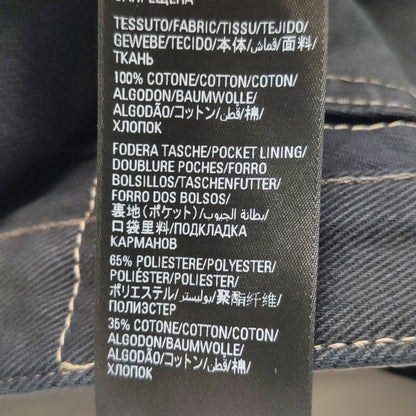 TESSUTO/FABRIC/TISSU/TEJIDO/
GEWEBE/TECIDO/本体/قماش/面料/
ТКАНЬ
100% COTONE/COTTON/COTON/
ALGODON/BAUMWOLLE/
ALGODÃO/コットン/قطن/棉/
ХЛОПОК
FODERA TASCHE/POCKET LINING/
DOUBLURE POCHES/FORRO
BOLSILLOS/TASCHENFUTTER/
FORRO DOS BOLSOS/
裏地(ポケット)/بطانة الجيوب/
口袋里料/ПОДКЛАДКА
КАРМАНОВ
65% POLIESTERE/POLYESTER/
POLIESTER/POLYESTER/
POLIÉSTER/POLIESTER/
ポリエステル/بوليستر/聚酯纤维/
ПОЛИЭСТЕР
35% COTONE/COTTON/COTON/
ALGODON/BAUMWOLLE/
ALGODÃO/コットン/قطن/棉/
ХЛОПОК